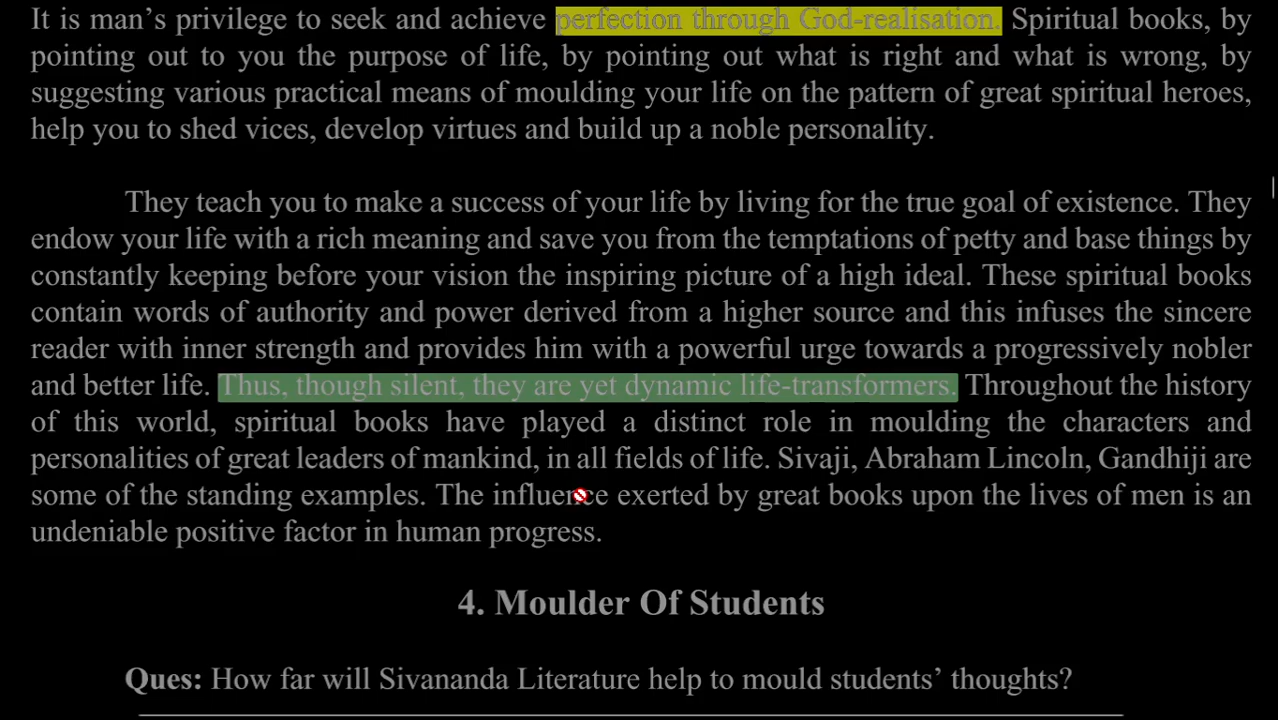 It is man’s privilege to seek and achieve perfection through God-realisation. Spiritual books, by
pointing out to you the purpose of life, by pointing out what is right and what is wrong, by
suggesting various practical means of moulding your life on the pattern of great spiritual heroes,
help you to shed vices, develop virtues and build up a noble personality.
They teach you to make a success of your life by living for the true goal of existence. They
endow your life with a rich meaning and save you from the temptations of petty and base things by
constantly keeping before your vision the inspiring picture of a high ideal. These spiritual books
contain words of authority and power derived from a higher source and this infuses the sincere
reader with inner strength and provides him with a powerful urge towards a progressively nobler
and better life. Thus, though silent, they are yet dynamic life-transformers. Throughout the history
of this world, spiritual books have played a distinct role in moulding the characters and
personalities of great leaders of mankind, in all fields of life. Sivaji, Abraham Lincoln, Gandhiji are
some of the standing examples. The influence exerted by great books upon the lives of men is an
undeniable positive factor in human progress.
4. Moulder Of Students
Ques: How far will Sivananda Literature help to mould students’ thoughts?